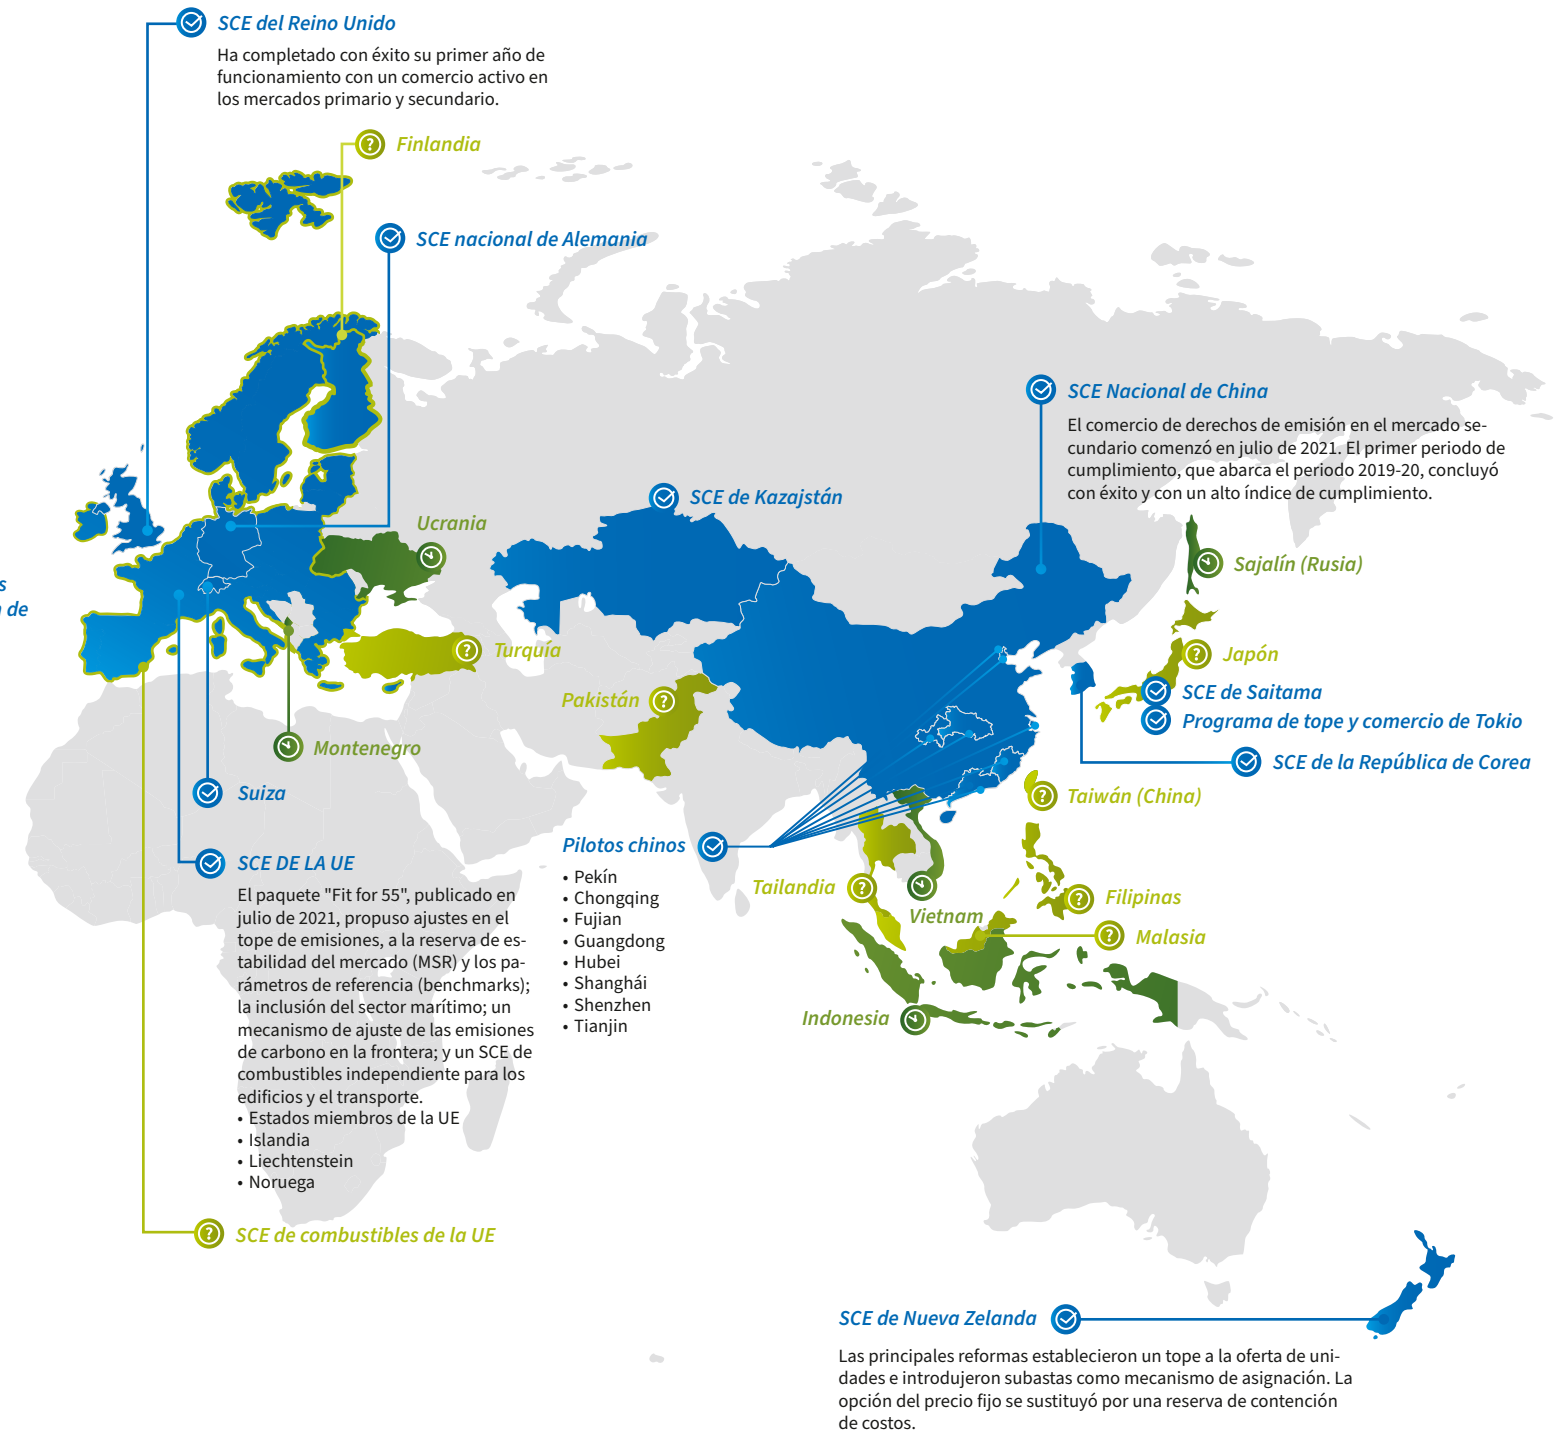 SCE del Reino Unido
Ha completado con éxito su primer año de
funcionamiento con un comercio activo en
los mercados primario y secundario.
Finlandia
SCE nacional de Alemania
SCE Nacional de China
El comercio de derechos de emisión en el mercado se-
cundario comenzó en julio de 2021. El primer periodo de
cumplimiento, que abarca el periodo 2019-20, concluyó
con éxito y con un alto índice de cumplimiento.
SCE de Kazajstán
Ucrania
Sajalín (Rusia)
s
de
Turquía
Japón
Pakistán
SCE de Saitama
Programa de tope y comercio de Tokio
Montenegro
SCE de la República de Corea
Suiza
Taiwán (China)
Pilotos chinos
• Pekín
• Chongqing
• Fujian
• Guangdong
• Hubei
• Shanghái
• Shenzhen
• Tianjin
SCE DE LA UE
El paquete "Fit for 55", publicado en
julio de 2021, propuso ajustes en el
tope de emisiones, a la reserva de es-
tabilidad del mercado (MSR) y los pa-
rámetros de referencia (benchmarks);
la inclusión del sector marítimo; un
mecanismo de ajuste de las emisiones
de carbono en la frontera; y un SCE de
combustibles independiente para los
edificios y el transporte.
• Estados miembros de la UE
• Islandia
• Liechtenstein
• Noruega
Tailandia
Vietnam
Filipinas
Malasia
Indonesia
SCE de combustibles de la UE
SCE de Nueva Zelanda
Las principales reformas establecieron un tope a la oferta de uni-
dades e introdujeron subastas como mecanismo de asignación. La
opción del precio fijo se sustituyó por una reserva de contención
de costos.